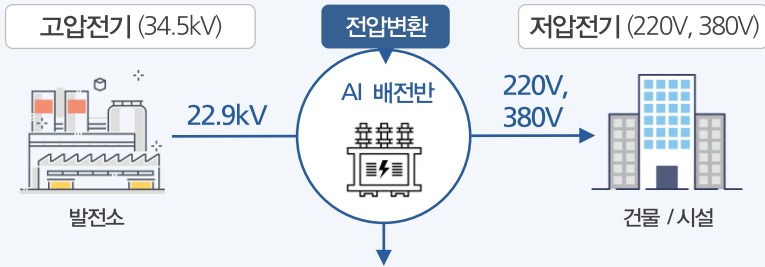 고압전기 (34.5kV)
전압변환
저압전기 (220V, 380V)
AI 배전반
22.9kV
220V,
380V
발전소
건물 / 시설